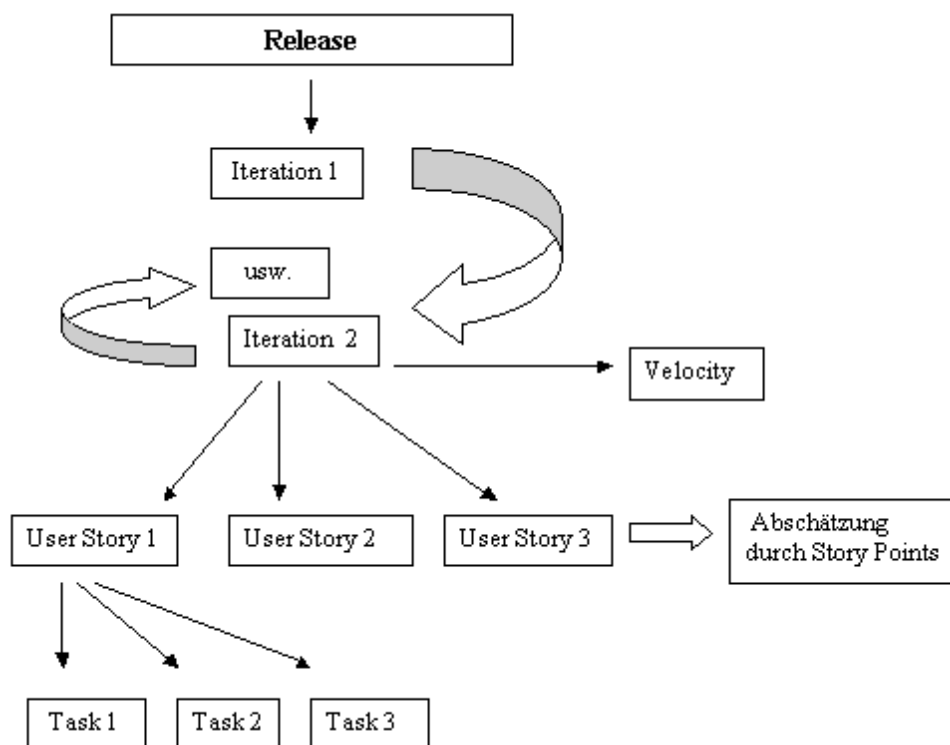 Release
Iteration 1
usw.
Iteration 2
Velocity
User Story 1
User Story 2
User Story 3
Abschätzung
durch Story Points
Task 1
Task 2
Task 3